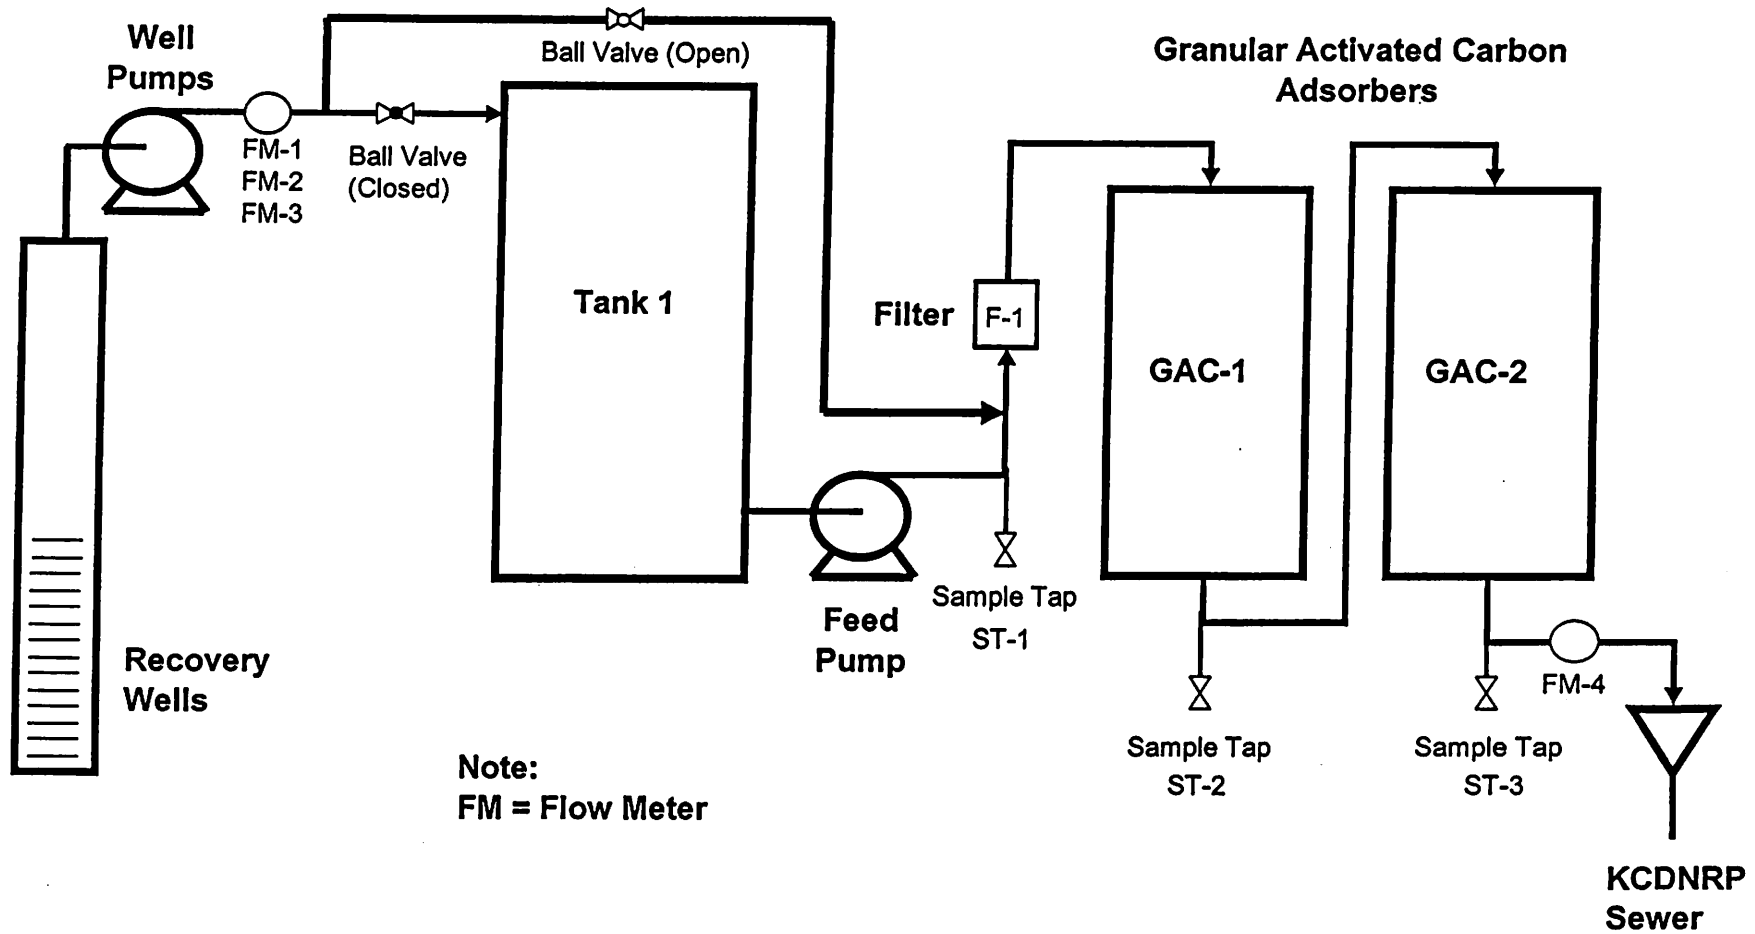 Well
Pumps
Ball Valve (Open)
Granular Activated Carbon
Adsorbers
FM-1
FM-2
FM-3
Ball Valve
(Closed)
Tank 1
Filter
F-1
GAC-1
GAC-2
Recovery
Wells
Feed
Pump
Sample Tap
ST-1
FM-4
Sample Tap
ST-2
Sample Tap
ST-3
Note:
FM = Flow Meter
KCDNRP
Sewer